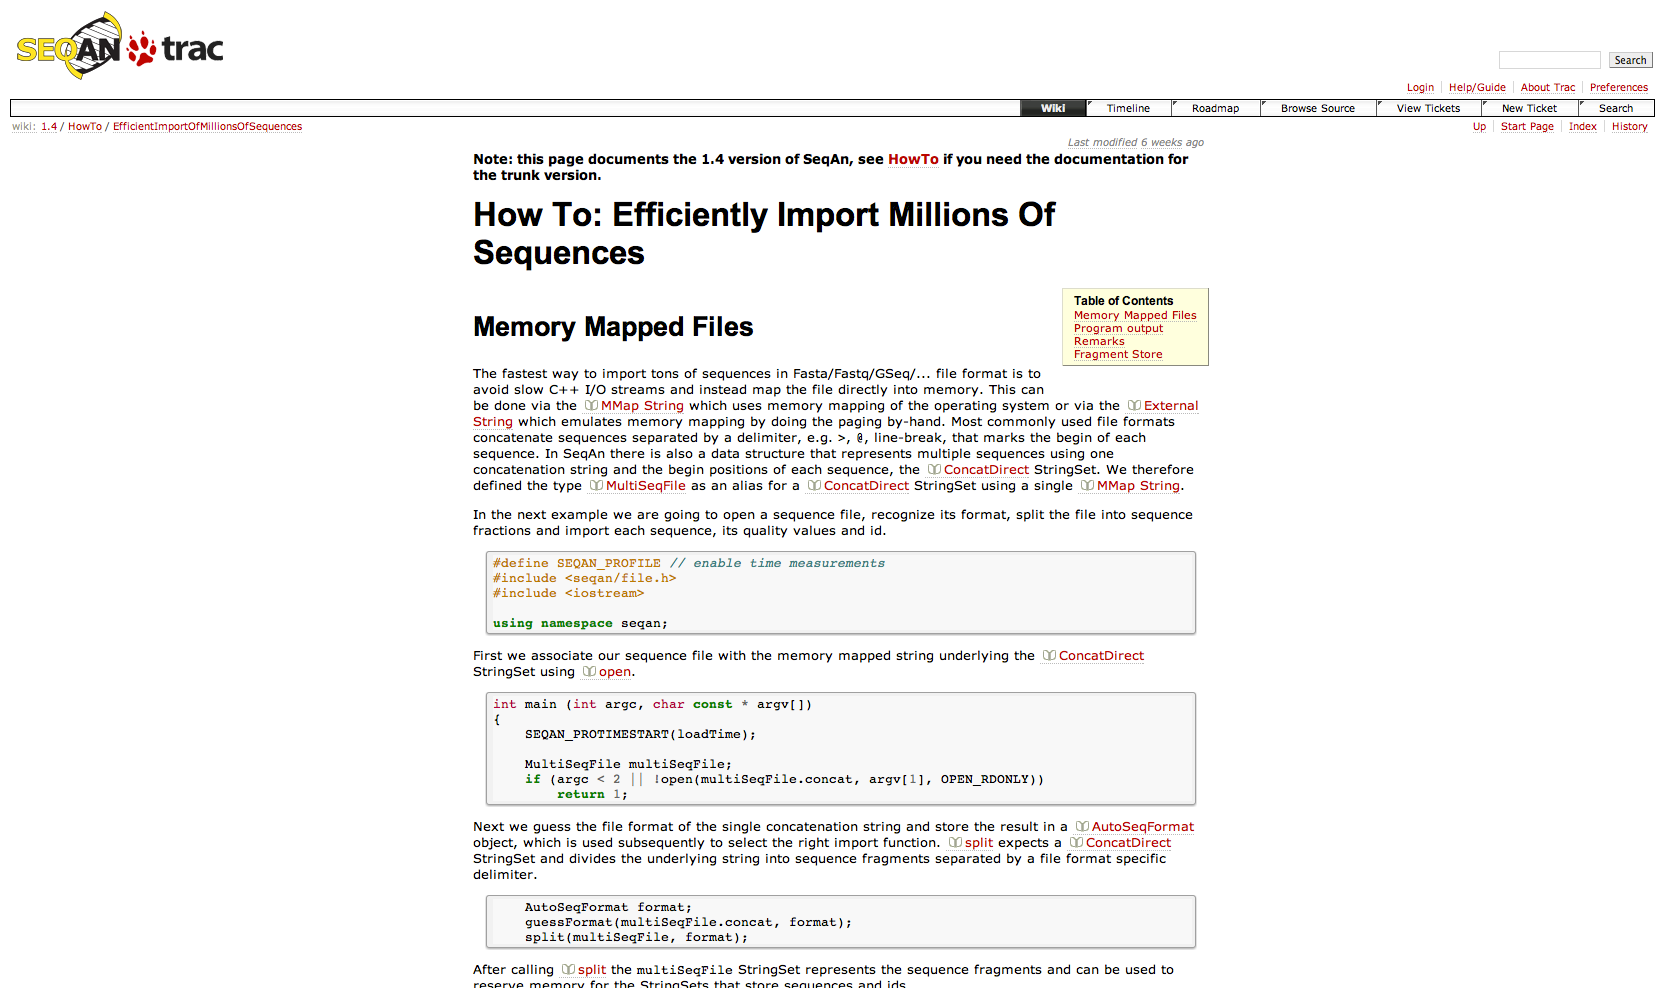 SEQAN trac
Search
Login Help/Guide About Trac Preferences
Wiki Timeline Roadmap Browse Source View Tickets New Ticket Search
wiki: 1.4 / HowTo / EfficientImportOfMillionsOfSequences
Up Start Page Index History
Last modified 6 weeks ago
Note: this page documents the 1.4 version of SeqAn, see HowTo if you need the documentation for
the trunk version.
How To: Efficiently Import Millions Of
Sequences
Table of Contents
Memory Mapped Files
Program output
Remarks
Fragment Store
Memory Mapped Files
The fastest way to import tons of sequences in Fasta/Fastq/GSeq/... file format is to
avoid slow C++ I/O streams and instead map the file directly into memory. This can
be done via the MMap String which uses memory mapping of the operating system or via the External
String which emulates memory mapping by doing the paging by-hand. Most commonly used file formats
concatenate sequences separated by a delimiter, e.g. >, @, line-break, that marks the begin of each
sequence. In SeqAn there is also a data structure that represents multiple sequences using one
concatenation string and the begin positions of each sequence, the ConcatDirect StringSet. We therefore
defined the type MultiSeqFile as an alias for a ConcatDirect StringSet using a single MMap String.
In the next example we are going to open a sequence file, recognize its format, split the file into sequence
fractions and import each sequence, its quality values and id.
#define SEQAN_PROFILE // enable time measurements
#include <seqan/file.h>
#include <iostream>
using namespace seqan;
First we associate our sequence file with the memory mapped string underlying the ConcatDirect
StringSet using open.
int main (int argc, char const * argv[])
{
SEQAN_PROTIMESTART(loadTime);
MultiSeqFile multiSeqFile;
if (argc < 2 || !open(multiSeqFile.concat, argv[1], OPEN_RDONLY))
return 1;
Next we guess the file format of the single concatenation string and store the result in a AutoSeqFormat
object, which is used subsequently to select the right import function. split expects a ConcatDirect
StringSet and divides the underlying string into sequence fragments separated by a file format specific
delimiter.
AutoSeqFormat format;
guessFormat(multiSeqFile.concat, format);
split(multiSeqFile, format);
After calling split the multiSeqFile StringSet represents the sequence fragments and can be used to
reserve memory for the StringSets that store sequences and ids.